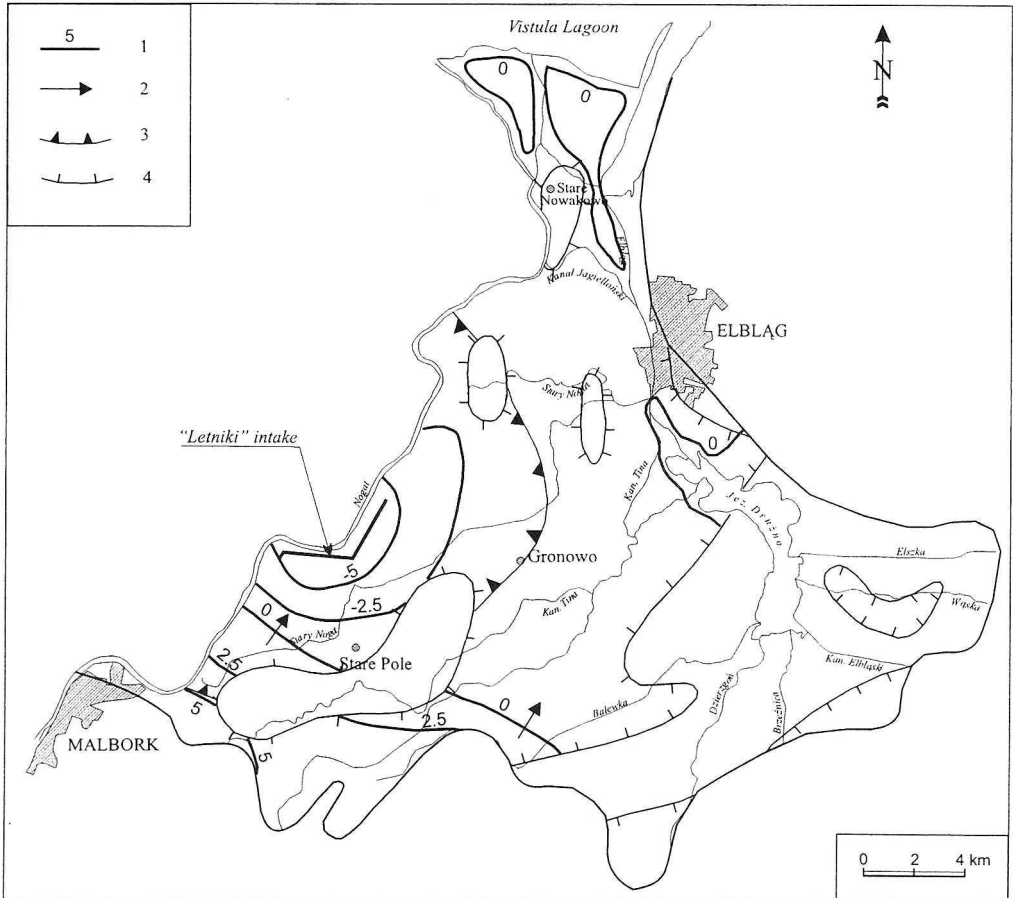 Vistula Lagoon
5
1
2
3
4
N
0
0
Stare
Nowakowo
Elbląg
Kanał Jagielloński
ELBLĄG
Stary Nogat
0
"Letniki" intake
Nogat
Kan. Tina
Jez. Drużno
Gronowo
Elszka
-5
Wąska
-2.5
0
Kan. Tina
Stary Nogat
Stare Pole
2.5
Kan. Elbląski
5
0
Balewka
Dzierzgoń
Brzeźnica
2.5
MALBORK
5
0 2 4 km